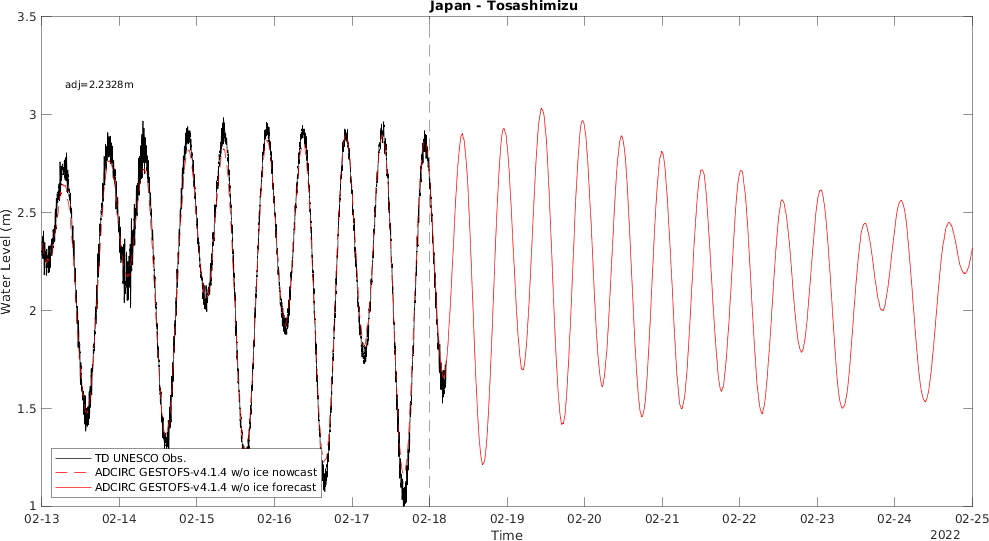 Japan - Tosashimizu
3.5
adj=2.2328m
3
2.5
2
1.5
1
Water Level (m)
TD UNESCO Obs.
ADCIRC GESTOFS-v4.1.4 w/o ice nowcast
ADCIRC GESTOFS-v4.1.4 w/o ice forecast
02-13 02-14 02-15 02-16 02-17 02-18 02-19 02-20 02-21 02-22 02-23 02-24 02-25
Time
2022